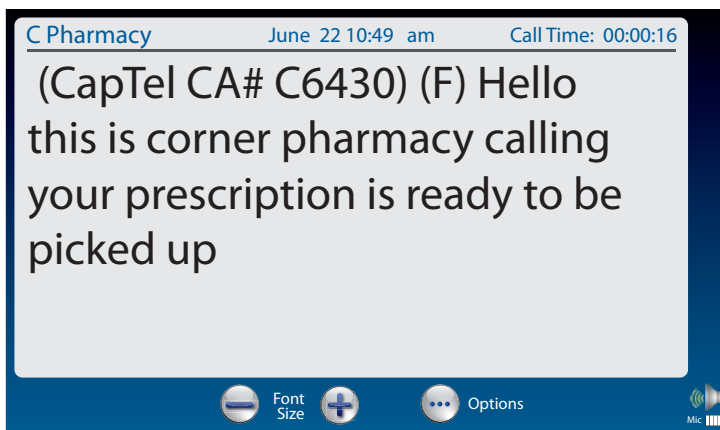 C Pharmacy June 22 10:49 am Call Time: 00:00:16
(CapTel CA# C6430) (F) Hello
this is corner pharmacy calling
your prescription is ready to be
picked up
Font
Size
Options
Mic